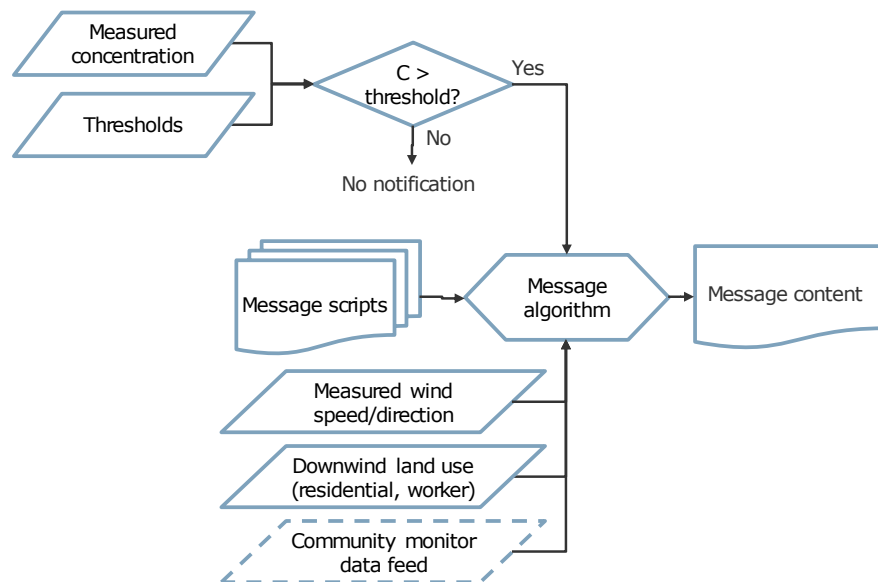 Measured
concentration
Thresholds
C >
threshold?
Yes
No
No notification
Message scripts
Message
algorithm
Message content
Measured wind
speed/direction
Downwind land use
(residential, worker)
Community monitor
data feed